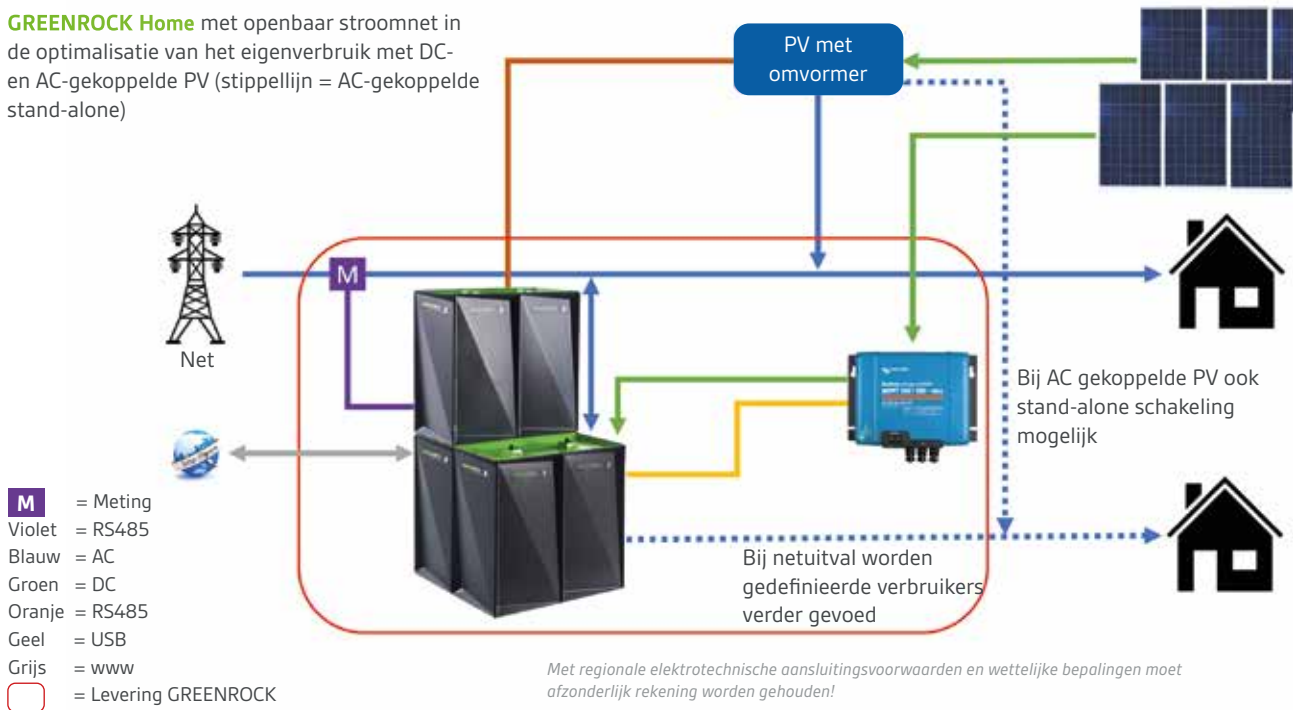 GREENROCK Home met openbaar stroomnet in
de optimalisatie van het eigenverbruik met DC-
en AC-gekoppelde PV (stippellijn = AC-gekoppelde
stand-alone)
PV met
omvormer
M
Net
Bij AC gekoppelde PV ook
stand-alone schakeling
mogelijk
Bij netuitval worden
gedefinieerde verbruikers
verder gevoed
M = Meting
Violet = RS485
Blauw = AC
Groen = DC
Oranje = RS485
Geel = USB
Grijs = www
= Levering GREENROCK
Met regionale elektrotechnische aansluitingsvoorwaarden en wettelijke bepalingen moet
afzonderlijk rekening worden gehouden!